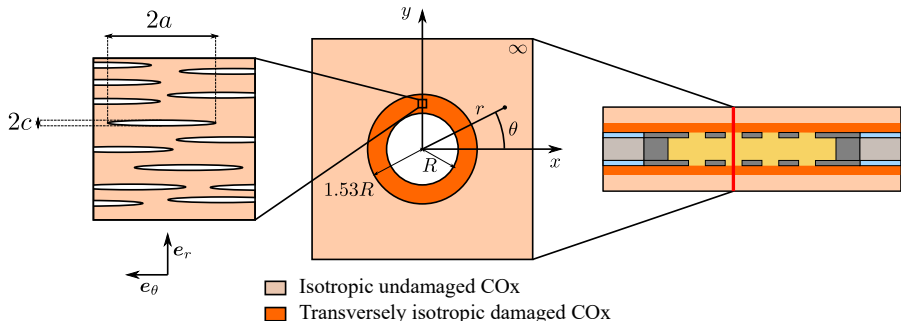 2a
2c
e_r
e_θ
y
∞
r
θ
x
R
1.53R
Isotropic undamaged COx
Transversely isotropic damaged COx